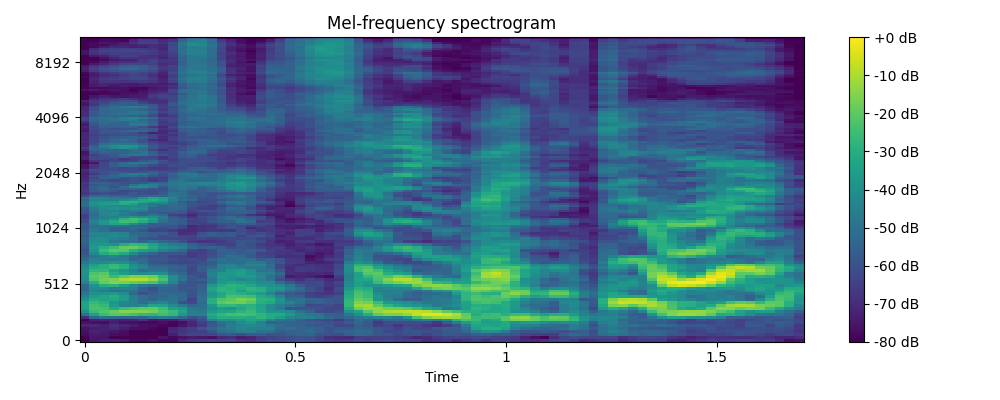 Mel-frequency spectrogram
8192
4096
2048
1024
512
0
Hz
0
0.5
1
1.5
Time
+0 dB
-10 dB
-20 dB
-30 dB
-40 dB
-50 dB
-60 dB
-70 dB
-80 dB